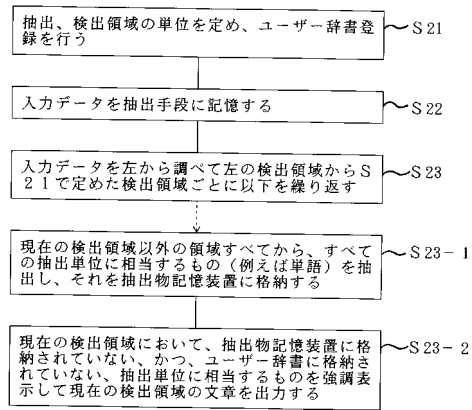 抽出、検出領域の単位を定め、ユーザー辞書登
録を行う
S21
入力データを抽出手段に記憶する
S22
入力データを左から調べて左の検出領域からS
21で定めた検出領域ごとに以下を繰り返す
S23
現在の検出領域以外の領域すべてから、すべて
の抽出単位に相当するもの（例えば単語）を抽
出し、それを抽出物記憶装置に格納する
S23-1
現在の検出領域において、抽出物記憶装置に格
納されていない、かつ、ユーザー辞書に格納さ
れていない、抽出単位に相当するものを強調表
示して現在の検出領域の文章を出力する
S23-2